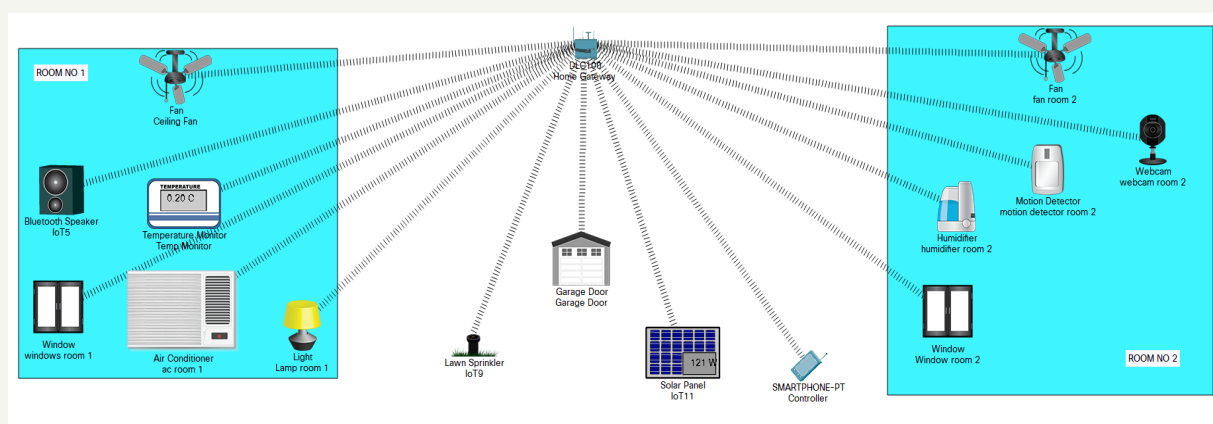 ROOM NO 1
Fan
Ceiling Fan
DLC100
Home Gateway
Fan
fan room 2
Bluetooth Speaker
IoT5
TEMPERATURE
0.20 C
Temperature Monitor
Temp Monitor
Webcam
webcam room 2
Motion Detector
motion detector room 2
Humidifier
humidifier room 2
Garage Door
Garage Door
Window
windows room 1
Air Conditioner
ac room 1
Light
Lamp room 1
Lawn Sprinkler
IoT9
121 W
Solar Panel
IoT11
SMARTPHONE-PT
Controller
Window
Window room 2
ROOM NO 2